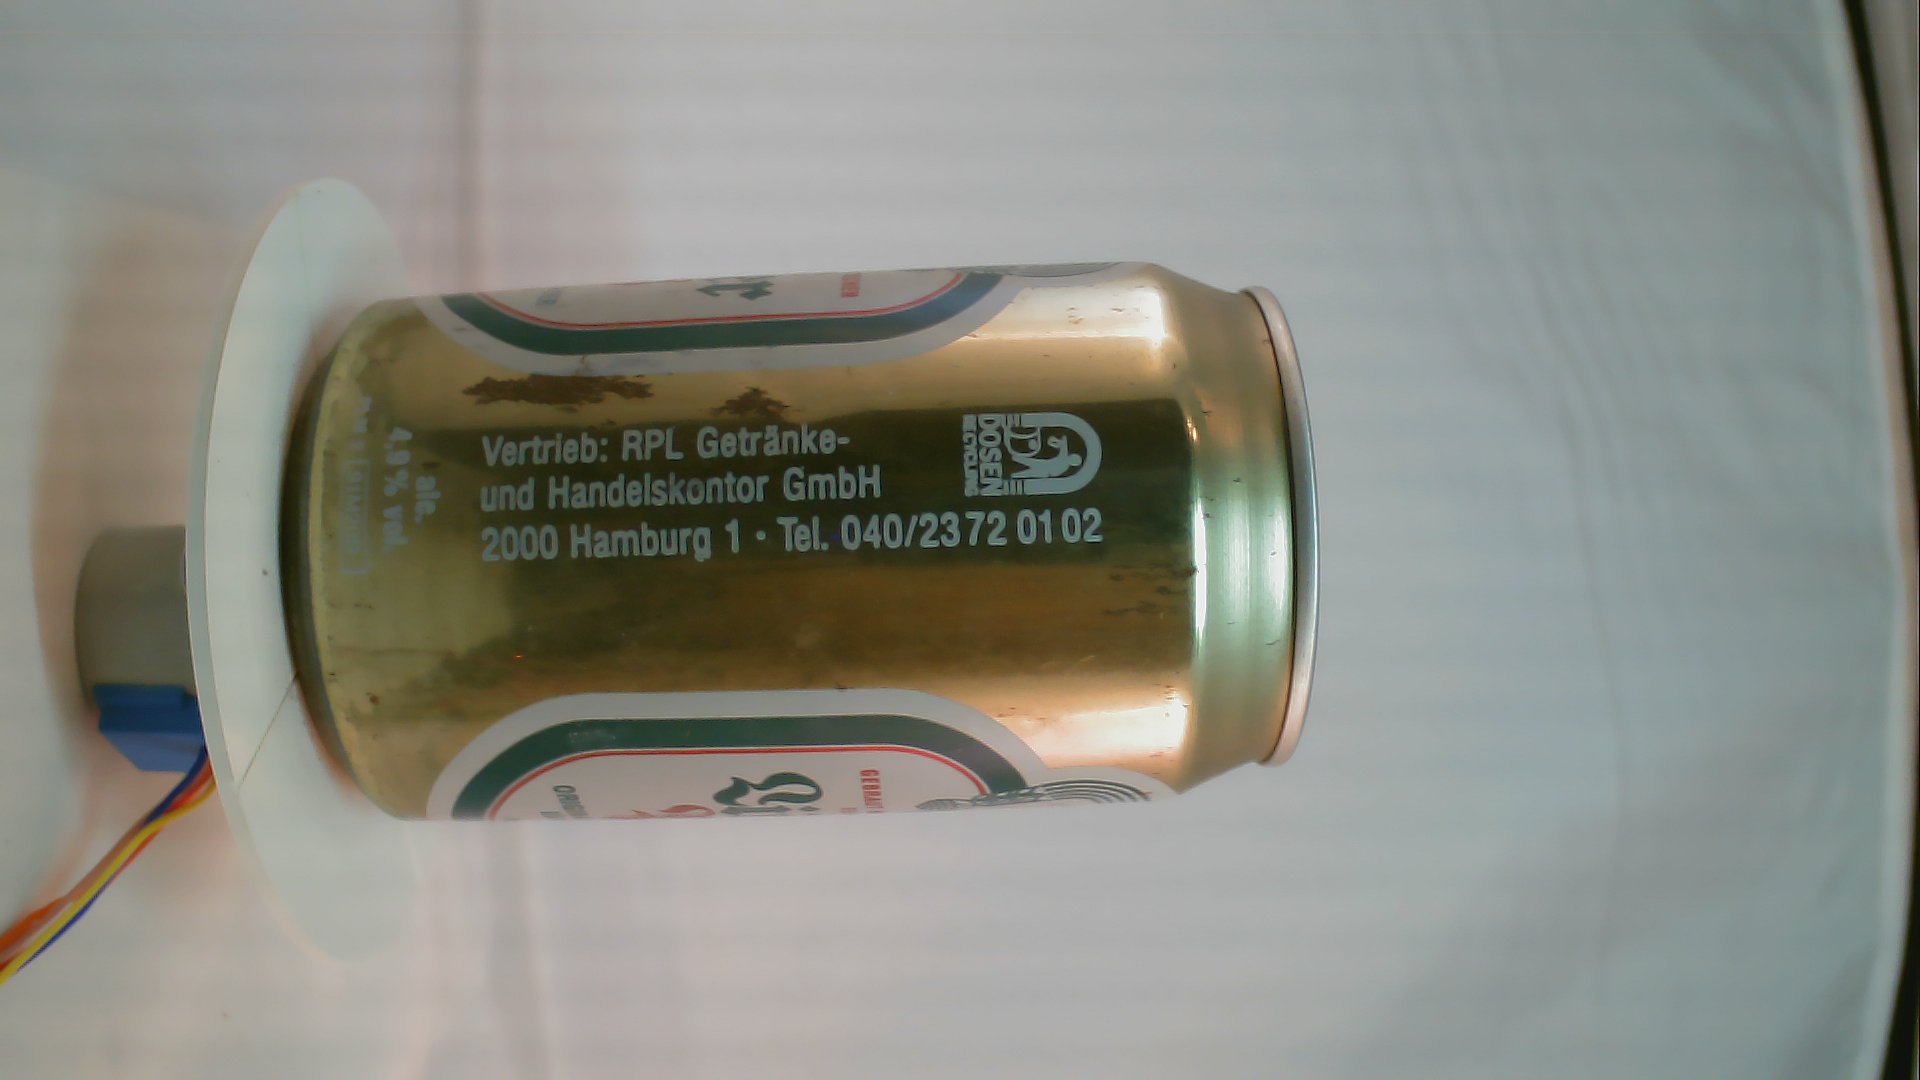 Vertrieb: RPL Getränke-
und Handelskontor GmbH
2000 Hamburg 1 · Tel. 040/23 72 01 02
DOSEN
RECYCLING
alc.
4,9 % vol.